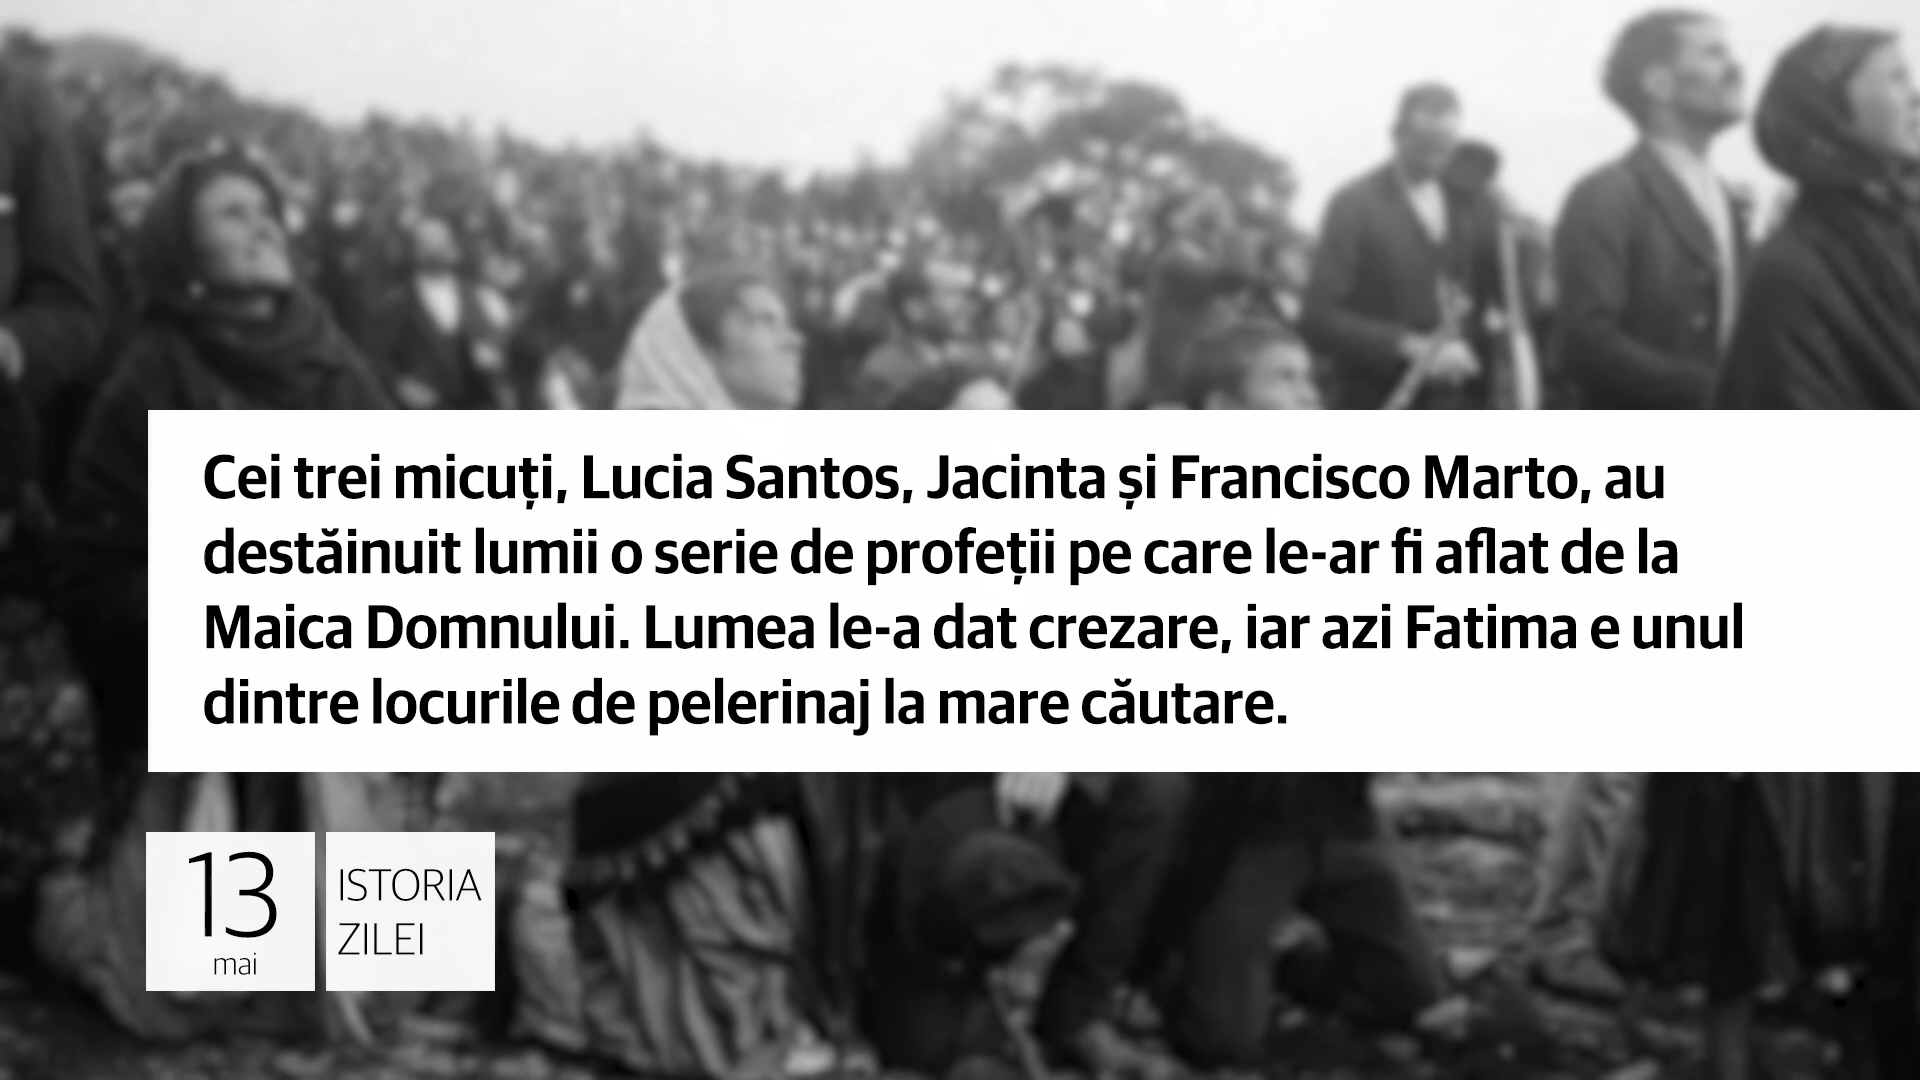 Cei trei micuți, Lucia Santos, Jacinta și Francisco Marto, au
destăinuit lumii o serie de profeții pe care le-ar fi aflat de la
Maica Domnului. Lumea le-a dat crezare, iar azi Fatima e unul
dintre locurile de pelerinaj la mare căutare.
13
mai
ISTORIA
ZILEI